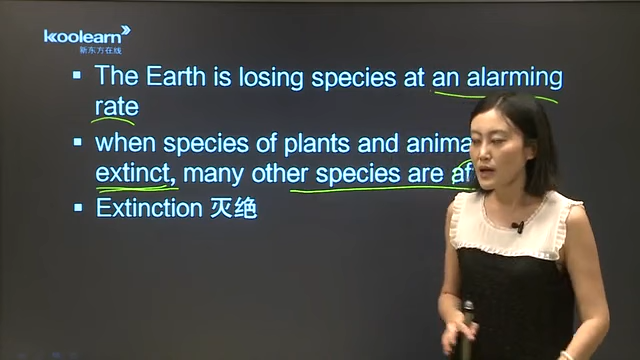 koolearn
新东方在线
The Earth is losing species at an alarming
rate
when species of plants and
extinct, many other species are
Extinction 灭绝